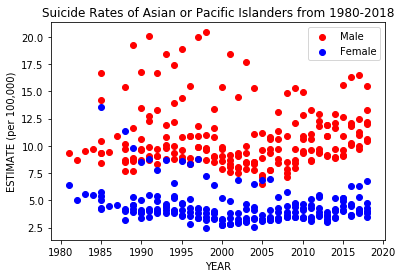 Suicide Rates of Asian or Pacific Islanders from 1980-2018
Male
Female
ESTIMATE (per 100,000)
20.0
17.5
15.0
12.5
10.0
7.5
5.0
2.5
1980 1985 1990 1995 2000 2005 2010 2015 2020
YEAR